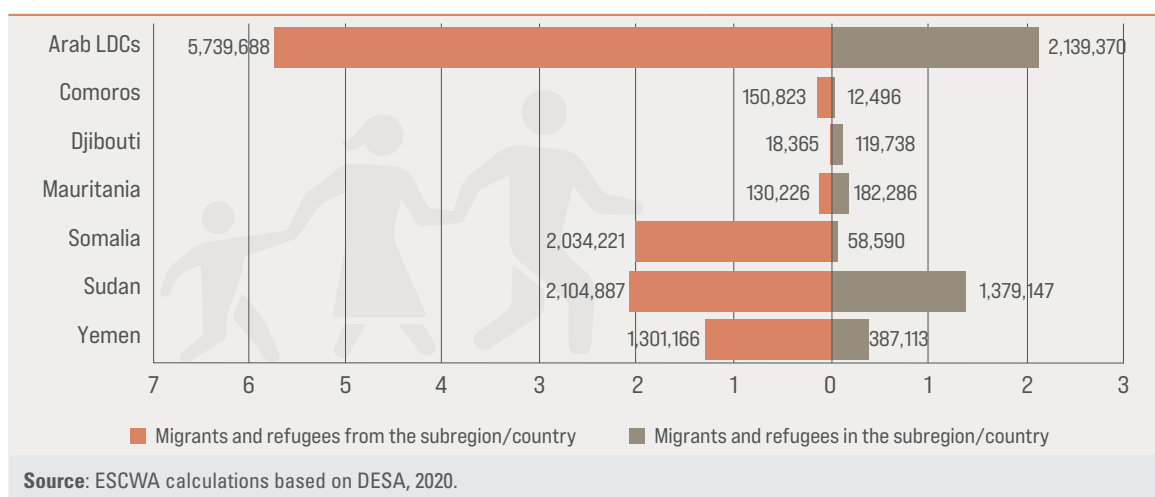 Arab LDCs 5,739,688 2,139,370
Comoros 150,823 12,496
Djibouti 18,365 119,738
Mauritania 130,226 182,286
Somalia 2,034,221 58,590
Sudan 2,104,887 1,379,147
Yemen 1,301,166 387,113
7 6 5 4 3 2 1 0 1 2 3
Migrants and refugees from the subregion/country Migrants and refugees in the subregion/country
Source: ESCWA calculations based on DESA, 2020.